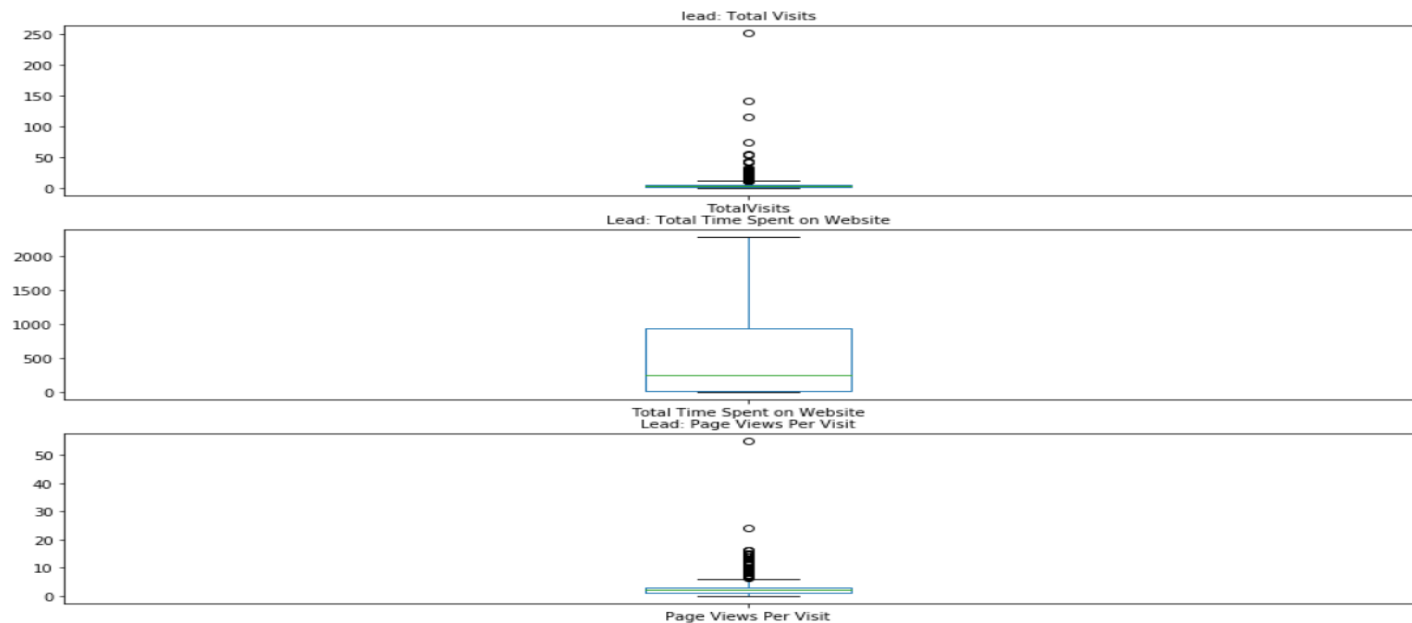 lead: Total Visits
250
200
150
100
50
0
TotalVisits
Lead: Total Time Spent on Website
2000
1500
1000
500
0
Total Time Spent on Website
Lead: Page Views Per Visit
50
40
30
20
10
0
Page Views Per Visit